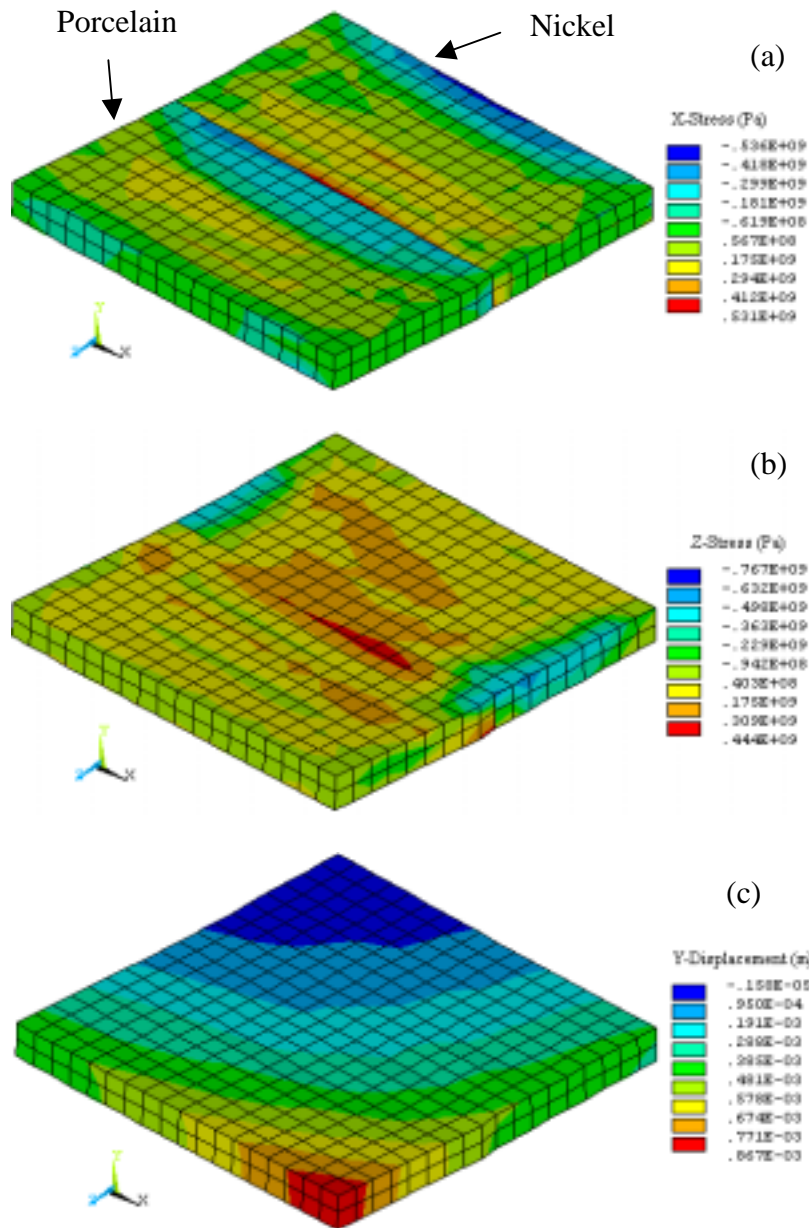 Porcelain
Nickel
(a)
X-Stress (Pa)
-.536E+09
-.418E+09
-.299E+09
-.181E+09
-.619E+08
.567E+08
.175E+09
.294E+09
.412E+09
.531E+09
Y
Z
X
(b)
Z-Stress (Pa)
-.767E+09
-.632E+09
-.498E+09
-.363E+09
-.229E+09
-.942E+08
.403E+08
.175E+09
.309E+09
.444E+09
Y
Z
X
(c)
Y-Displacement (m)
-.158E-05
.950E-04
.191E-03
.288E-03
.385E-03
.481E-03
.578E-03
.674E-03
.771E-03
.867E-03
Y
Z
X